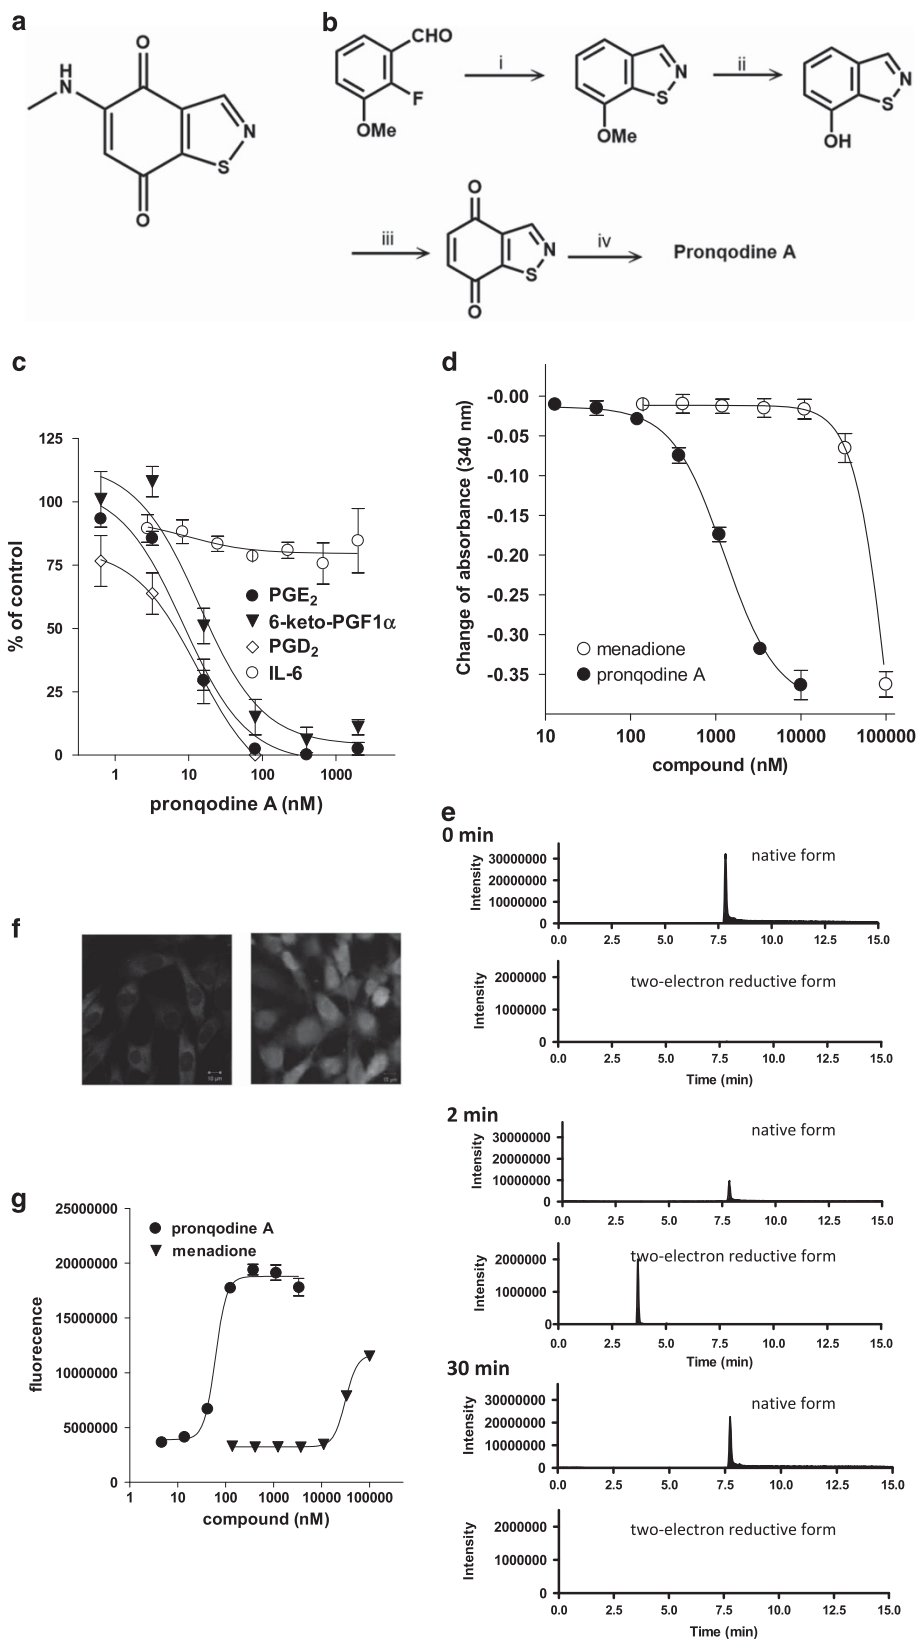 a
b
H
N
O
N
S
O
CHO
F
OMe
i
N
S
OMe
ii
N
S
OH
iii
O
N
S
O
iv
Pronqodine A
c
% of control
125
100
75
50
25
0
PGE2
6-keto-PGF1α
PGD2
IL-6
1 10 100 1000
pronqodine A (nM)
d
Change of absorbance (340 nm)
-0.00
-0.05
-0.10
-0.15
-0.20
-0.25
-0.30
-0.35
menadione
pronqodine A
10 100 1000 10000 100000
compound (nM)
e
0 min
Intensity
30000000
20000000
10000000
0
native form
0.0 2.5 5.0 7.5 10.0 12.5 15.0
Intensity
2000000
1000000
0
two-electron reductive form
0.0 2.5 5.0 7.5 10.0 12.5 15.0
Time (min)
2 min
Intensity
30000000
20000000
10000000
0
native form
0.0 2.5 5.0 7.5 10.0 12.5 15.0
Intensity
2000000
1000000
0
two-electron reductive form
0.0 2.5 5.0 7.5 10.0 12.5 15.0
Time (min)
30 min
Intensity
30000000
20000000
10000000
0
native form
0.0 2.5 5.0 7.5 10.0 12.5 15.0
Intensity
2000000
1000000
0
two-electron reductive form
0.0 2.5 5.0 7.5 10.0 12.5 15.0
Time (min)
f
10 µm
10 µm
g
fluorecence
25000000
20000000
15000000
10000000
5000000
0
pronqodine A
menadione
1 10 100 1000 10000 100000
compound (nM)